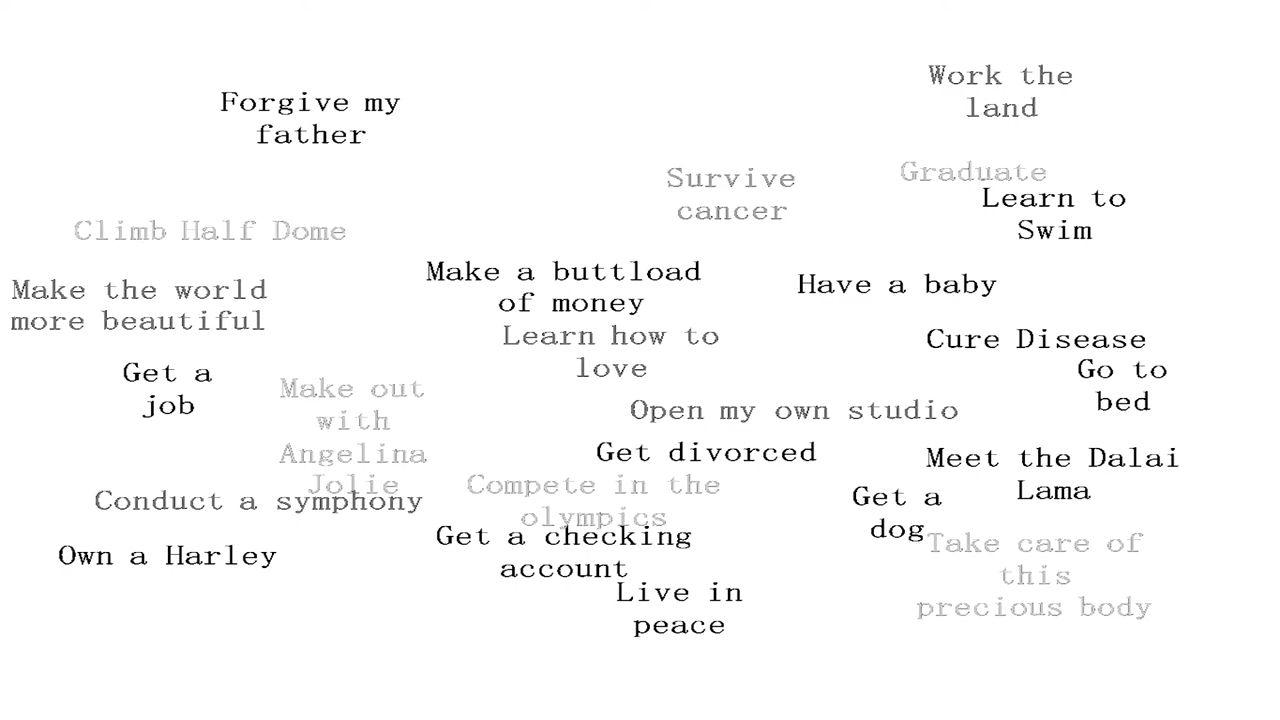 Work the
land
Forgive my
father
Survive
cancer
Graduate
Learn to
Swim
Climb Half Dome
Make a buttload
of money
Have a baby
Make the world
more beautiful
Learn how to
love
Cure Disease
Go to
bed
Get a
job
Make out
with
Angelina
Jolie
Open my own studio
Get divorced
Meet the Dalai
Lama
Conduct a symphony
Compete in the
olympics
Get a
dog
Own a Harley
Get a checking
account
Take care of
this
precious body
Live in
peace